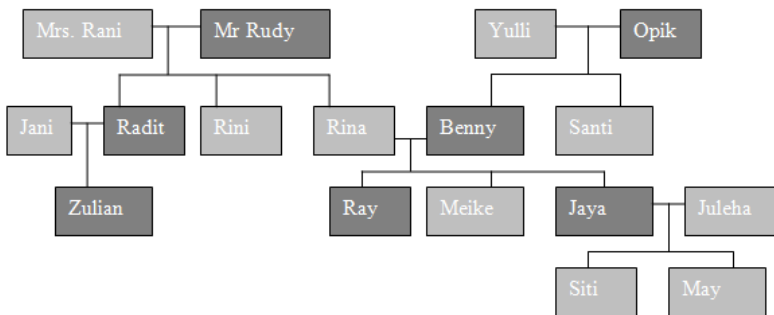 Mrs. Rani
Mr Rudy
Yulli
Opik
Jani
Radit
Rini
Rina
Benny
Santi
Zulian
Ray
Meike
Jaya
Juleha
Siti
May